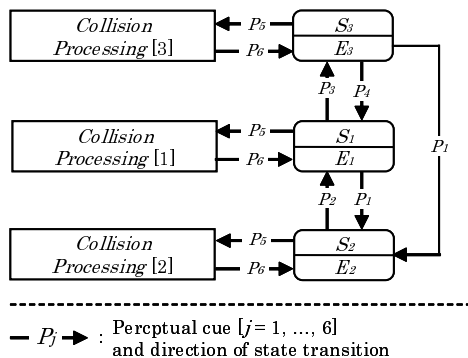 Collision
Processing [3]
P5
P6
S3
E3
P3
P4
P1
Collision
Processing [1]
P5
P6
S1
E1
P2
P1
Collision
Processing [2]
P5
P6
S2
E2
Pj : Percptual cue [j = 1, ..., 6]
and direction of state transition